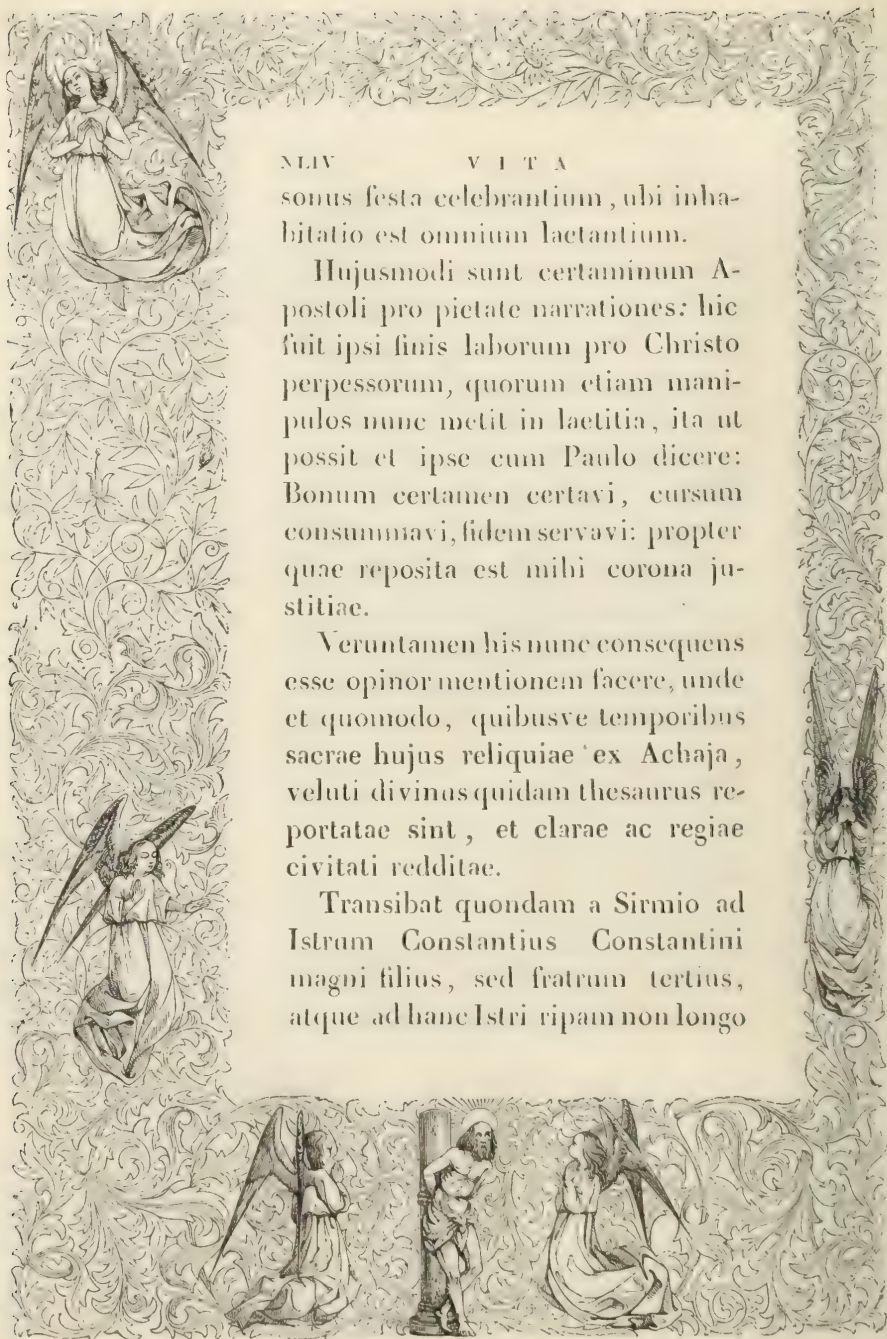 XLIV VITA
sonus festa celebrantium, ubi inha-
bitatio est omnium laetantium.
Hujusmodi sunt certaminum A-
postoli pro pietate narrationes: hic
fuit ipsi finis laborum pro Christo
perpessorum, quorum etiam mani-
pulos nunc metit in laetitia, ita ut
possit et ipse cum Paulo dicere:
Bonum certamen certavi, cursum
consummavi, fidem servavi: propter
quae reposita est mihi corona ju-
stitiae.
Veruntamen his nunc consequens
esse opinor mentionem facere, unde
et quomodo, quibusve temporibus
sacrae hujus reliquiae ex Achaja,
veluti divinus quidam thesaurus re-
portatae sint, et clarae ac regiae
civitati redditae.
Transibat quondam a Sirmio ad
Istrum Constantius Constantini
magni filius, sed fratrum tertius,
atque ad hanc Istri ripam non longo